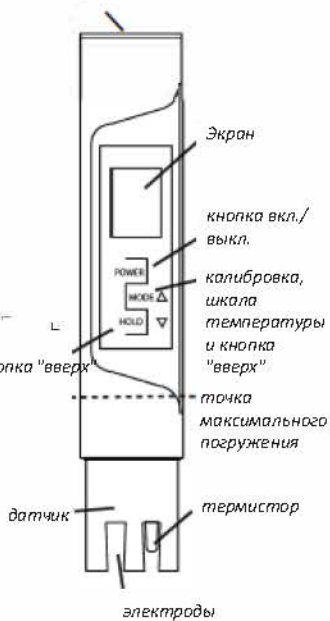 Экран
кнопка вкл./
выкл.
POWER
MODE △
HOLD ▽
калибровка,
шкала
температуры
и кнопка
"вверх"
опка "вверх"
точка
максимального
погружения
датчик
термистор
электроды